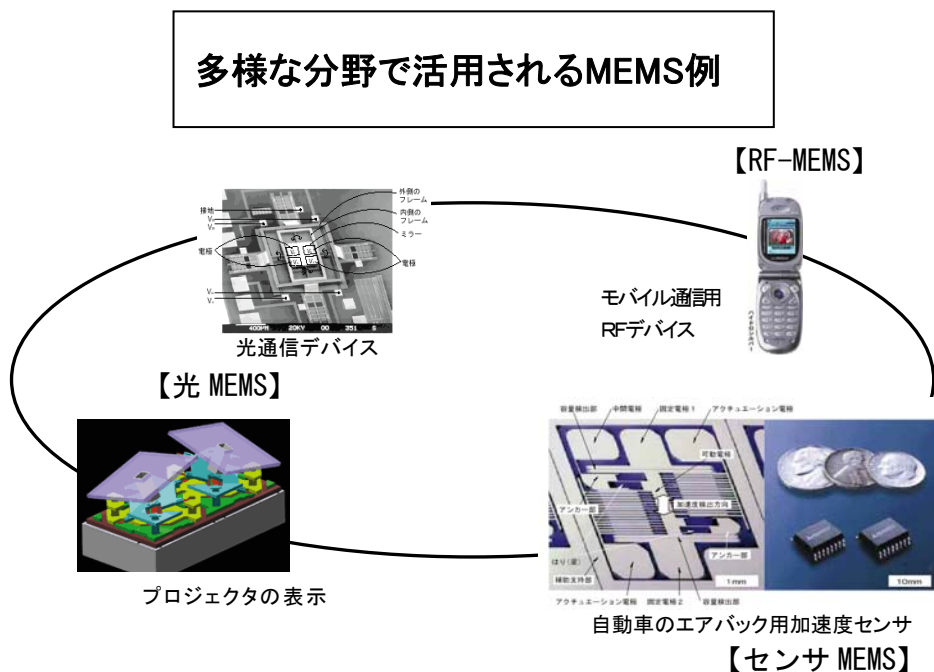 多様な分野で活用されるMEMS例
【RF-MEMS】
外側の
フレーム
接地
内側の
フレーム
ミラー
電極
電極
400MM 20KV 00 351 S
光通信デバイス
モバイル通信用
RFデバイス
【光 MEMS】
容量検出部 中間電極 固定電極1 アクチュエーション電極
可動電極
加速度検出方向
アンカー部
アンカー部
はり(梁)
補助支持部
1mm
10mm
アクチュエーション電極 固定電極2 容量検出部
プロジェクタの表示
自動車のエアバック用加速度センサ
【センサ MEMS】